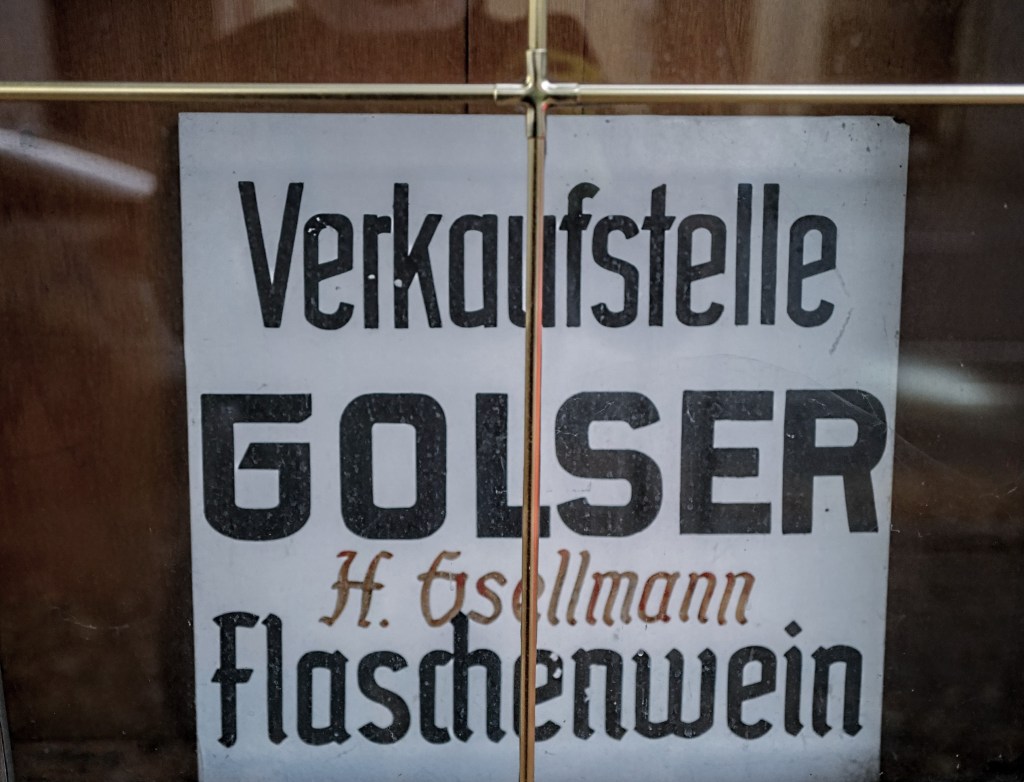 Verkaufstelle
GOLSER
H. Gsellmann
Flaschenwein